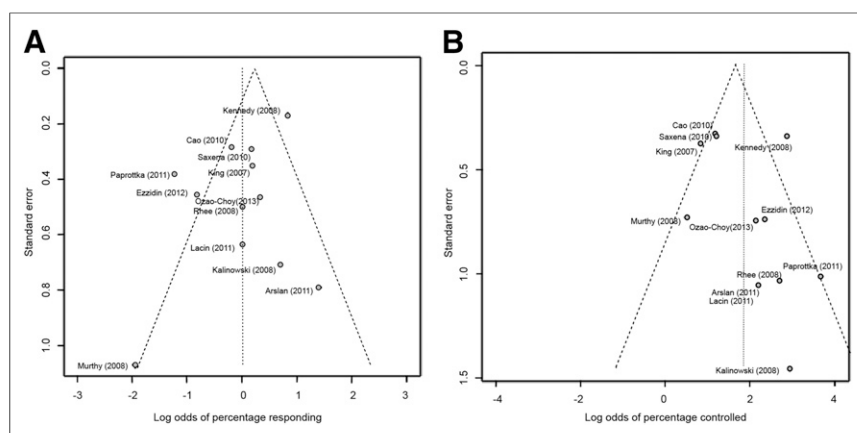 A
Standard error
0.0
0.2
0.4
0.6
0.8
1.0
Kennedy (2008)
Cao (2010)
Saxena (2010)
King (2007)
Paprottka (2011)
Ezzidin (2012)
Ozao-Choy(2013)
Rhee (2008)
Lacin (2011)
Kalinowski (2008)
Arslan (2011)
Murthy (2008)
-3 -2 -1 0 1 2 3
Log odds of percentage responding
B
Standard error
0.0
0.5
1.0
1.5
Cao (2010)
Saxena (2010)
King (2007)
Kennedy (2008)
Murthy (2008)
Ozao-Choy(2013)
Ezzidin (2012)
Rhee (2008)
Paprottka (2011)
Arslan (2011)
Lacin (2011)
Kalinowski (2008)
-4 -2 0 2 4
Log odds of percentage controlled